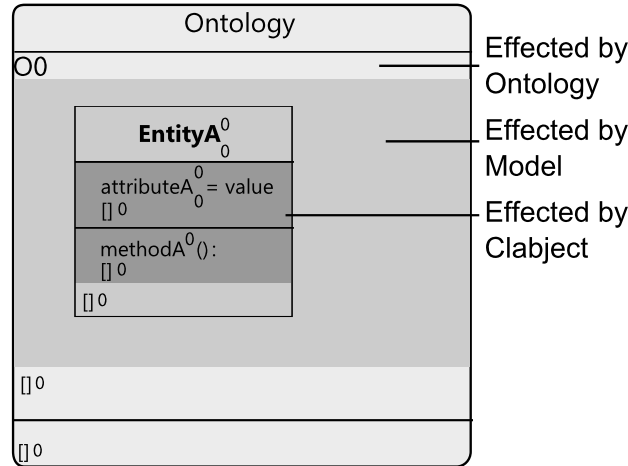 Ontology
O0
EntityA 0 0
attributeA 0 0 = value
[] 0
methodA 0 ():
[] 0
[] 0
[] 0
[] 0
Effected by
Ontology
Effected by
Model
Effected by
Clabject